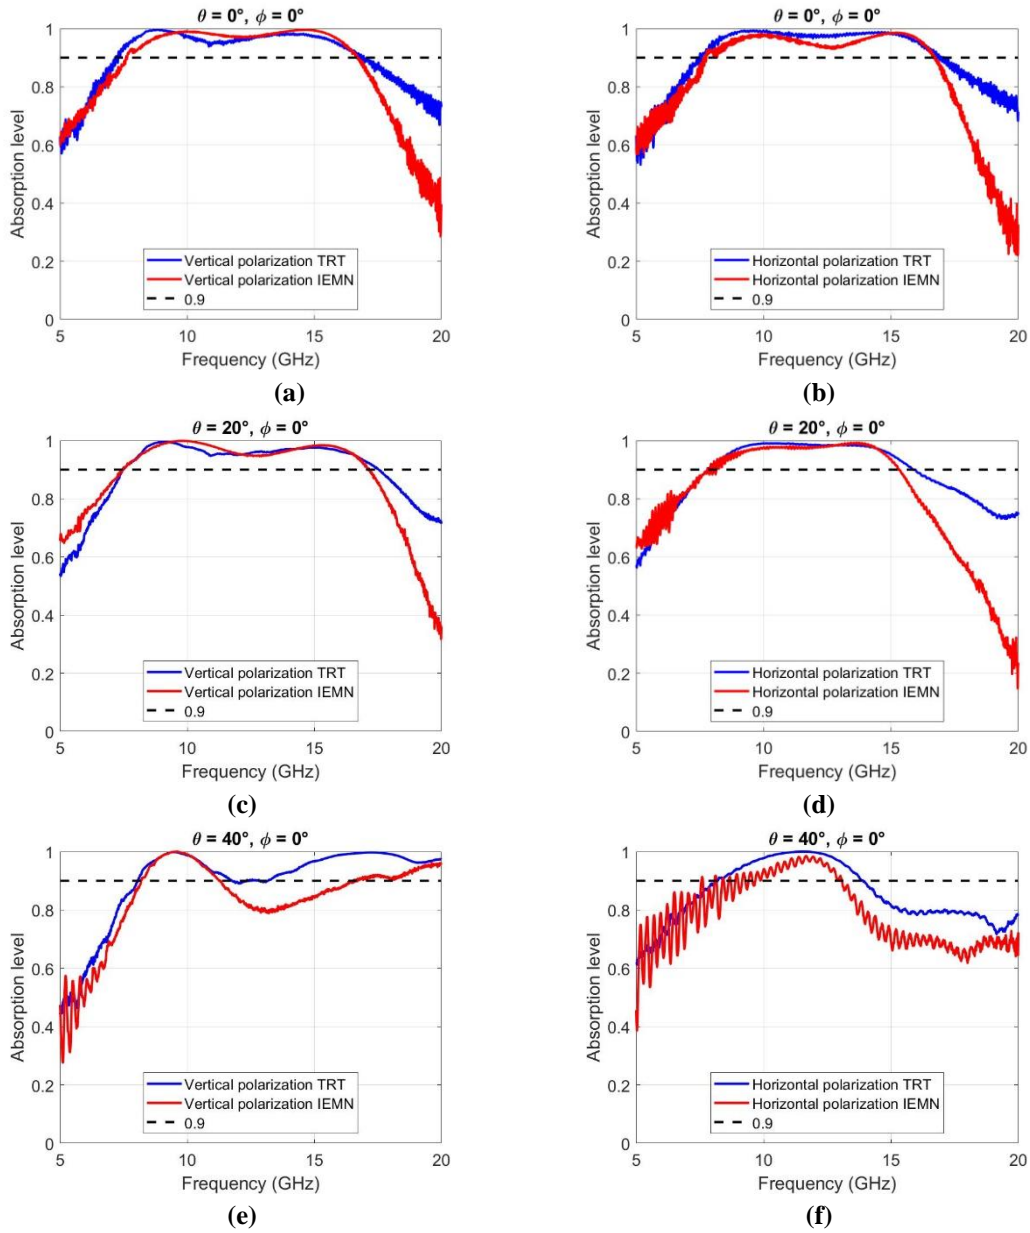 θ = 0°, ϕ = 0°
1
0.8
0.6
0.4
0.2
0
Absorption level
Vertical polarization TRT
Vertical polarization IEMN
0.9
5
10
15
20
Frequency (GHz)
(a)
θ = 0°, ϕ = 0°
1
0.8
0.6
0.4
0.2
0
Absorption level
Horizontal polarization TRT
Horizontal polarization IEMN
0.9
5
10
15
20
Frequency (GHz)
(b)
θ = 20°, ϕ = 0°
1
0.8
0.6
0.4
0.2
0
Absorption level
Vertical polarization TRT
Vertical polarization IEMN
0.9
5
10
15
20
Frequency (GHz)
(c)
θ = 20°, ϕ = 0°
1
0.8
0.6
0.4
0.2
0
Absorption level
Horizontal polarization TRT
Horizontal polarization IEMN
0.9
5
10
15
20
Frequency (GHz)
(d)
θ = 40°, ϕ = 0°
1
0.8
0.6
0.4
0.2
0
Absorption level
Vertical polarization TRT
Vertical polarization IEMN
0.9
5
10
15
20
Frequency (GHz)
(e)
θ = 40°, ϕ = 0°
1
0.8
0.6
0.4
0.2
0
Absorption level
Horizontal polarization TRT
Horizontal polarization IEMN
0.9
5
10
15
20
Frequency (GHz)
(f)